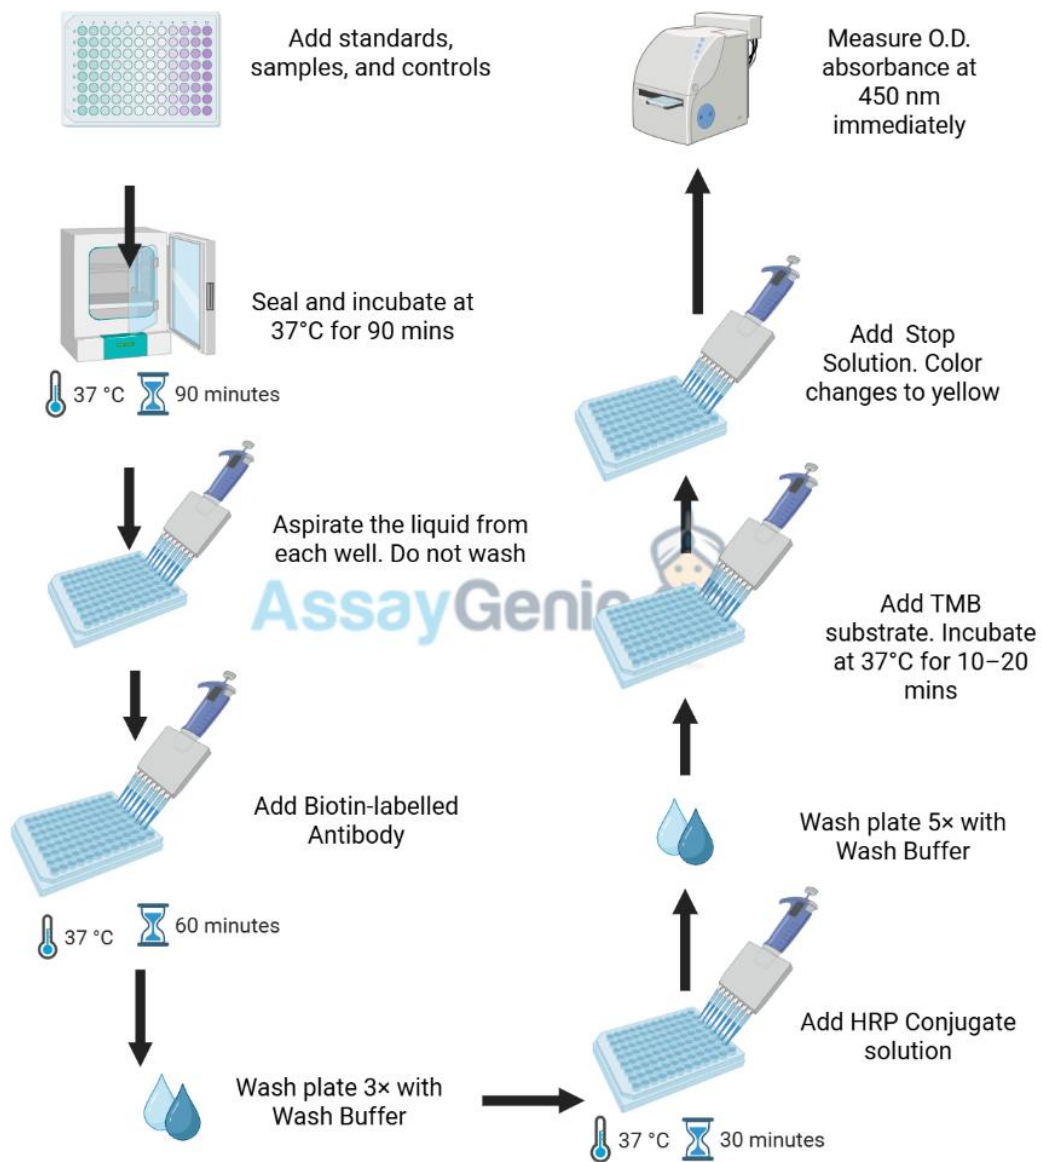 Add standards,
samples, and controls
Seal and incubate at
37°C for 90 mins
37 °C
90 minutes
Aspirate the liquid from
each well. Do not wash
Add Biotin-labelled
Antibody
37 °C
60 minutes
Wash plate 3× with
Wash Buffer
Add HRP Conjugate
solution
37 °C
30 minutes
Wash plate 5× with
Wash Buffer
Add TMB
substrate. Incubate
at 37°C for 10–20
mins
Add Stop
Solution. Color
changes to yellow
Measure O.D.
absorbance at
450 nm
immediately
AssayGenie